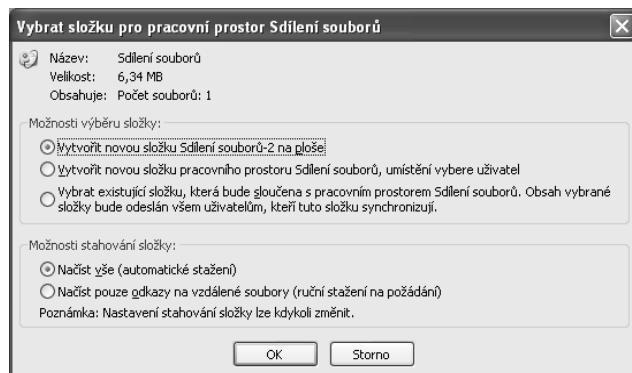 Vybrat složku pro pracovní prostor Sdílení souborů
Název: Sdílení souborů
Velikost: 6,34 MB
Obsahuje: Počet souborů: 1
Možnosti výběru složky:
Vytvořit novou složku Sdílení souborů-2 na ploše
Vytvořit novou složku pracovního prostoru Sdílení souborů, umístění vybere uživatel
Vybrat existující složku, která bude sloučena s pracovním prostorem Sdílení souborů. Obsah vybrané
složky bude odeslán všem uživatelům, kteří tuto složku synchronizují.
Možnosti stahování složky:
Načíst vše (automatické stažení)
Načíst pouze odkazy na vzdálené soubory (ruční stažení na požádání)
Poznámka: Nastavení stahování složky lze kdykoli změnit.
OK Storno